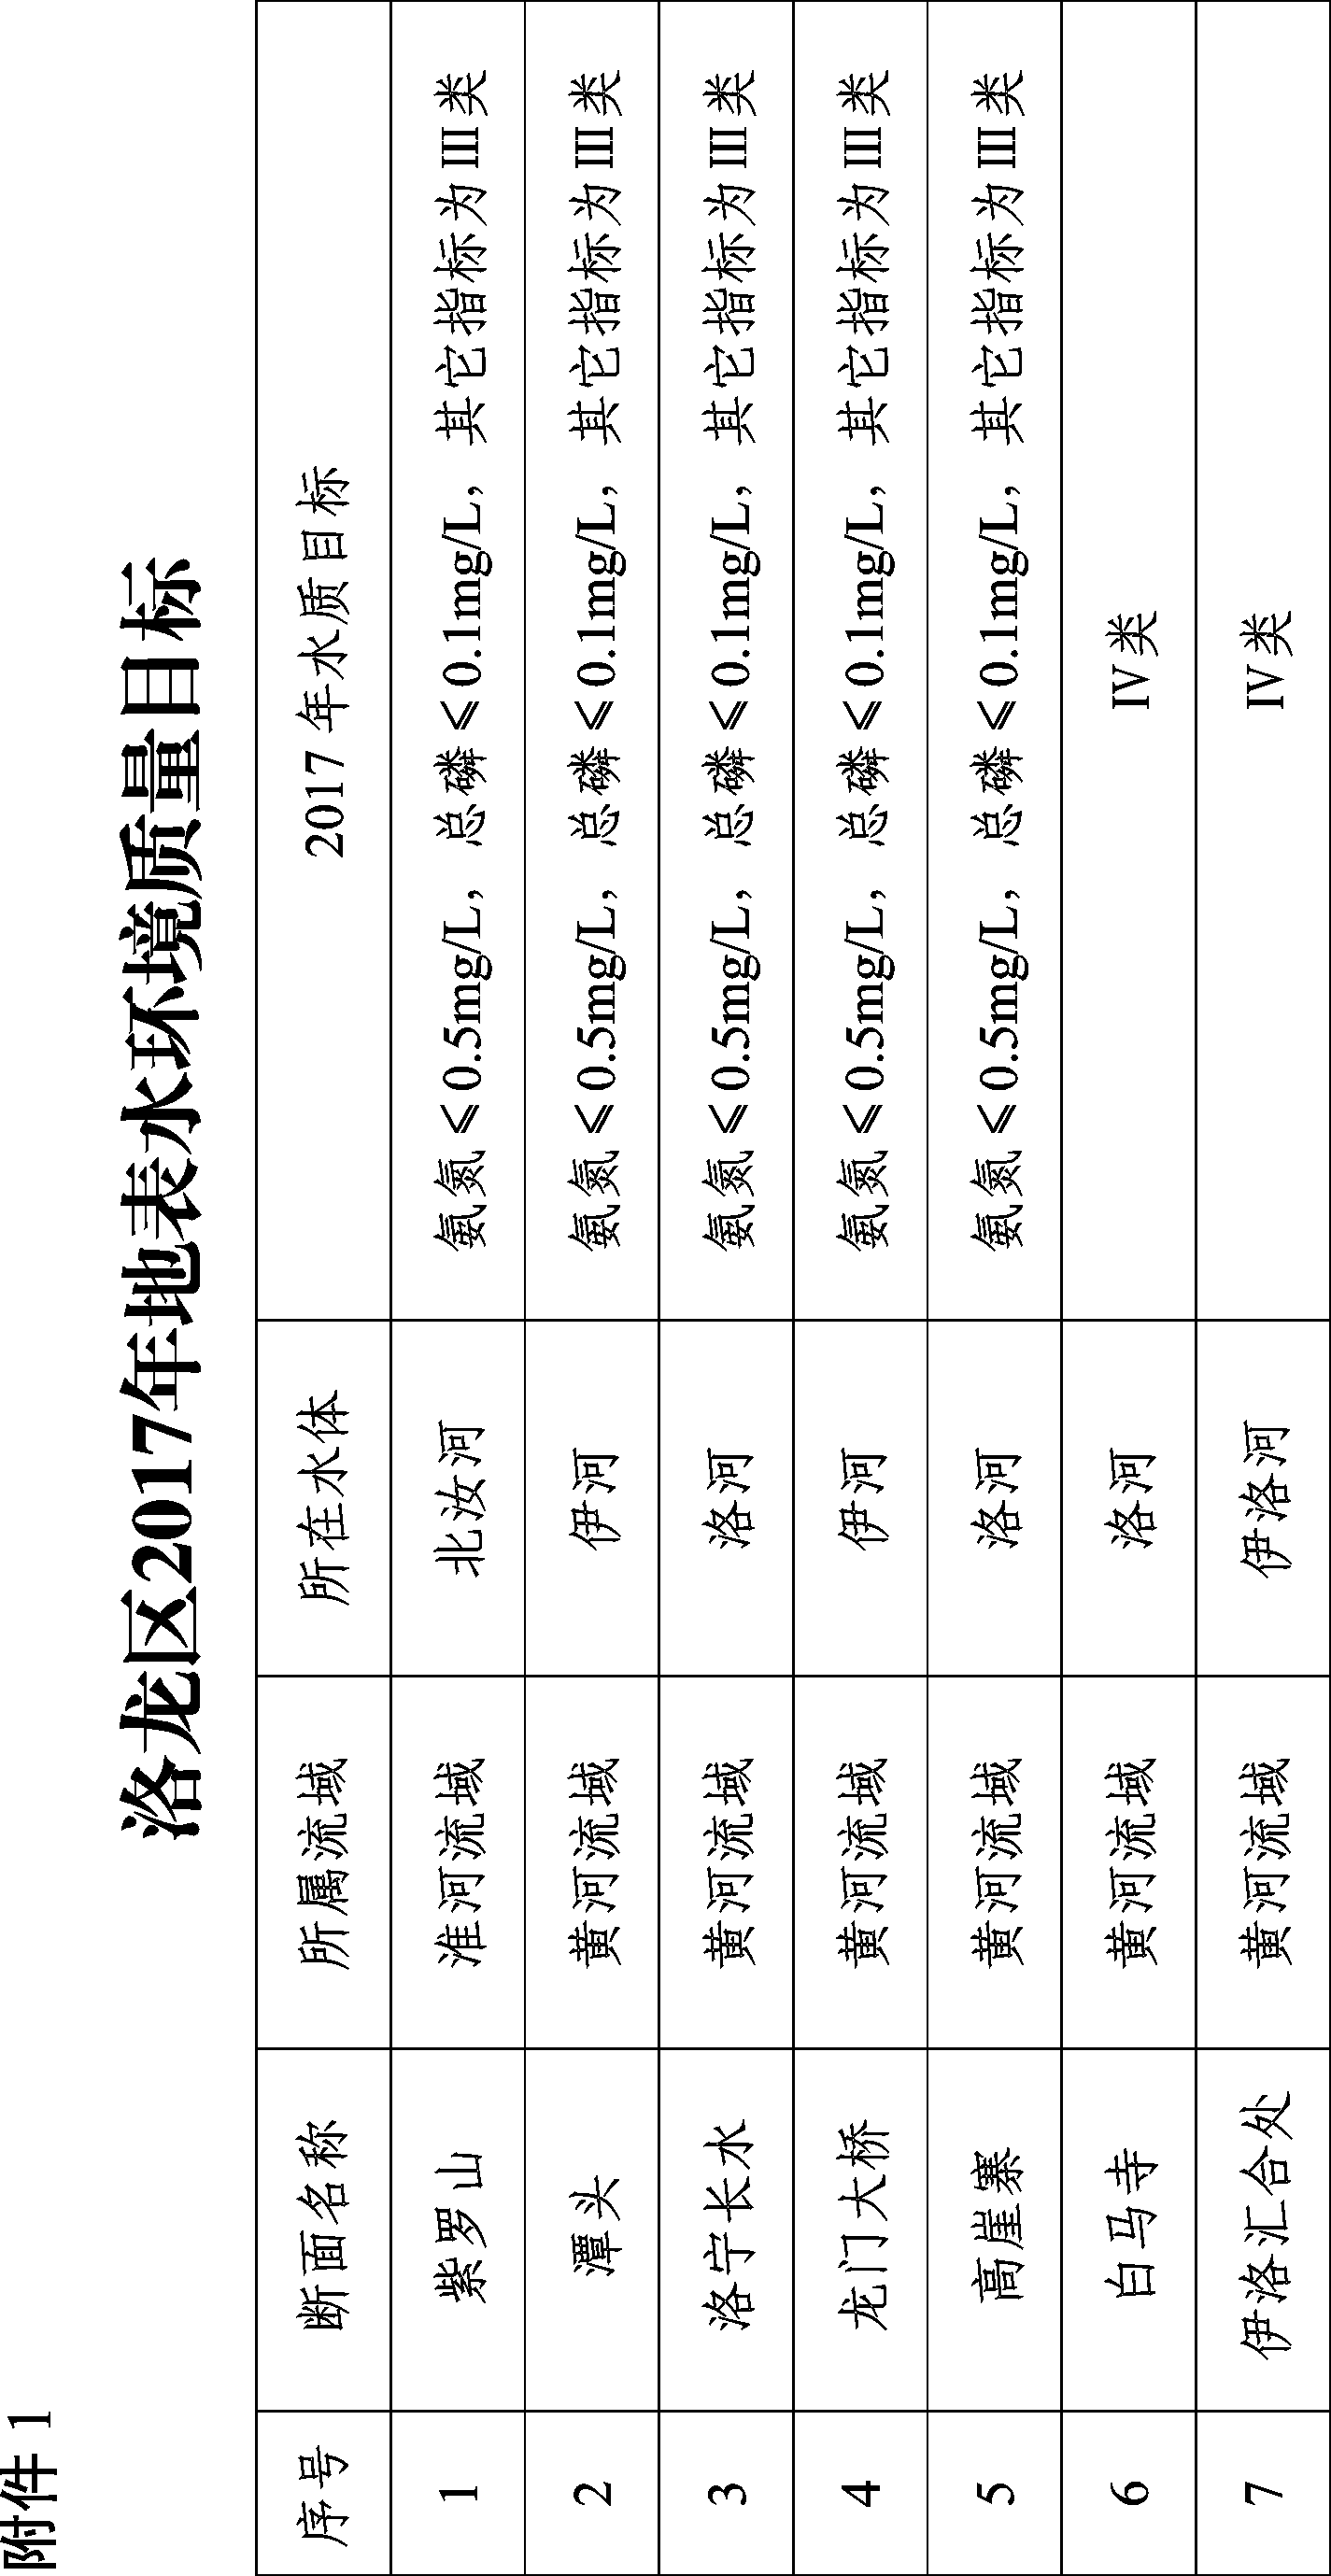 附件 1
洛龙区2017年地表水环境质量目标
序号 断面名称 所属流域 所在水体 2017 年水质目标
1 紫罗山 淮河流域 北汝河 氨氮≤0.5mg/L，总磷≤0.1mg/L，其它指标为III类
2 潭头 黄河流域 伊河 氨氮≤0.5mg/L，总磷≤0.1mg/L，其它指标为III类
3 洛宁长水 黄河流域 洛河 氨氮≤0.5mg/L，总磷≤0.1mg/L，其它指标为III类
4 龙门大桥 黄河流域 伊河 氨氮≤0.5mg/L，总磷≤0.1mg/L，其它指标为III类
5 高崖寨 黄河流域 洛河 氨氮≤0.5mg/L，总磷≤0.1mg/L，其它指标为III类
6 白马寺 黄河流域 洛河 IV类
7 伊洛汇合处 黄河流域 伊洛河 IV类